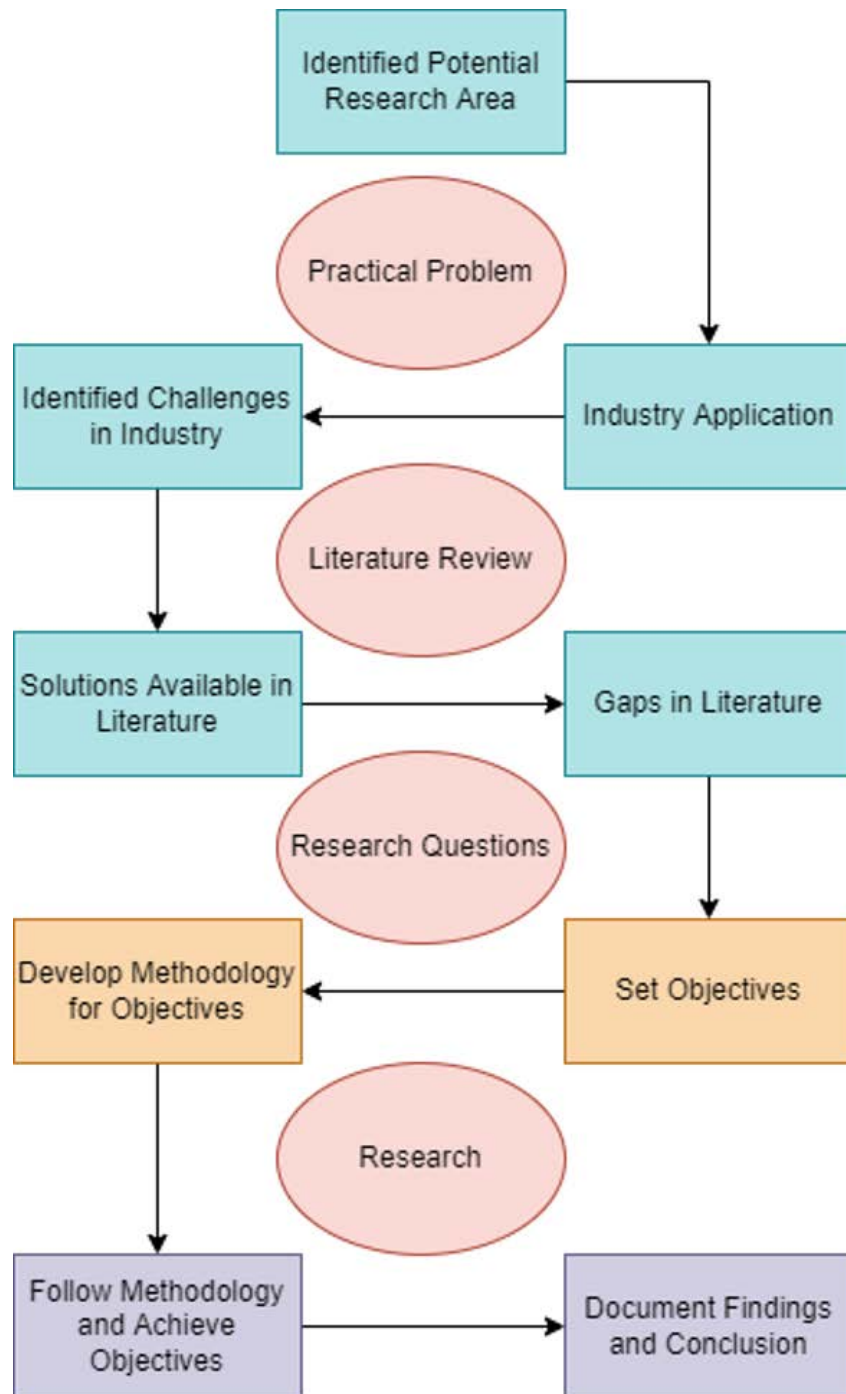 Identified Potential
Research Area
Practical Problem
Identified Challenges
in Industry
Industry Application
Literature Review
Solutions Available in
Literature
Gaps in Literature
Research Questions
Develop Methodology
for Objectives
Set Objectives
Research
Follow Methodology
and Achieve
Objectives
Document Findings
and Conclusion